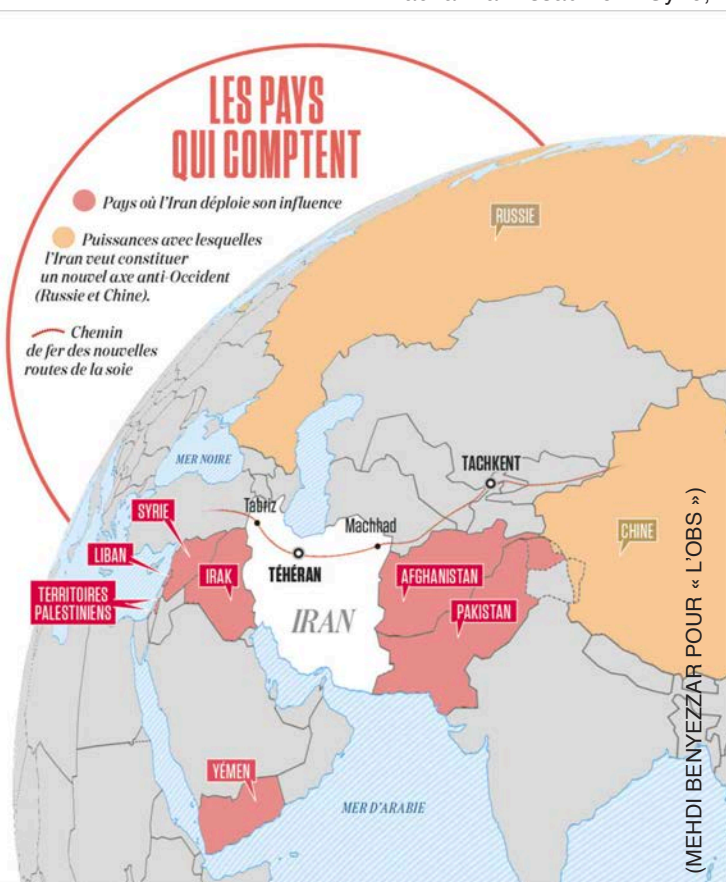 LES PAYS
QUI COMPTENT
Pays où l'Iran déploie son influence
Puissances avec lesquelles
l'Iran veut constituer
un nouvel axe anti-Occident
(Russie et Chine).
Chemin
de fer des nouvelles
routes de la soie
RUSSIE
MER NOIRE
TACHKENT
SYRIE
Tabriz
Machhad
CHINE
LIBAN
IRAK
TÉHÉRAN
AFGHANISTAN
TERRITOIRES
PALESTINIENS
IRAN
PAKISTAN
YÉMEN
MER D'ARABIE
(MEHDI BENYEZZAR POUR « L'OBS »)